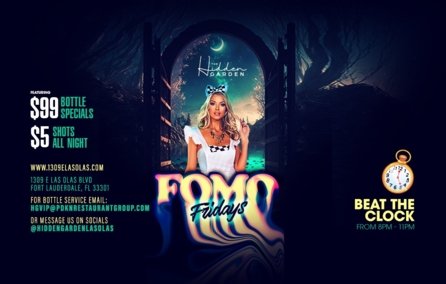 THE
Hidden
GARDEN
FEATURING
$99 BOTTLE
SPECIALS
$5 SHOTS
ALL NIGHT
WWW.1309ELASOLAS.COM
1309 E LAS OLAS BLVD
FORT LAUDERDALE, FL 33301
FOR BOTTLE SERVICE EMAIL:
HGVIP@PDKNRESTAURANTGROUP.COM
OR MESSAGE US ON SOCIALS
@HIDDENGARDENLASOLAS
FOMO
Fridays
BEAT THE
CLOCK
FROM 8PM - 11PM